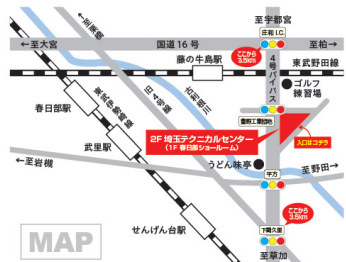 至宇都宮
庄和 I.C.
←至大宮
国道16号
ここから
3.5km
至柏→
至栗橋
藤の牛島駅
東武野田線
旧4号線
古利根川
4号バイパス
ゴルフ
練習場
春日部駅
東武伊勢崎線
豊野工業団地
2F 埼玉テクニカルセンター
(1F 春日部ショールーム)
入口はコチラ
武里駅
←至岩槻
うどん味亭
至野田→
平方
ここから
3.5km
せんげん台駅
下間久里
MAP
至草加